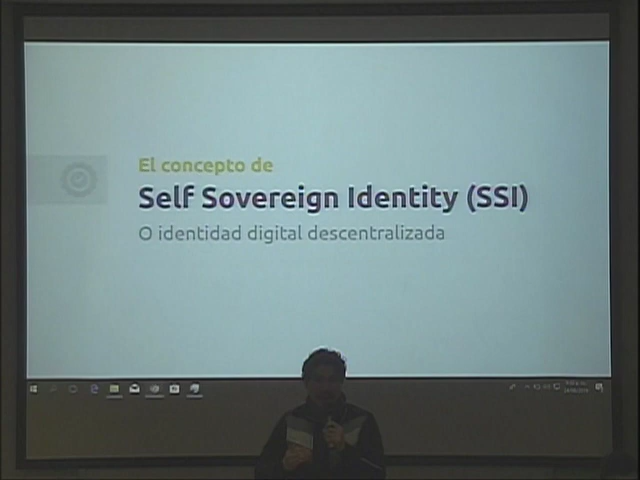 El concepto de
Self Sovereign Identity (SSI)
O identidad digital descentralizada